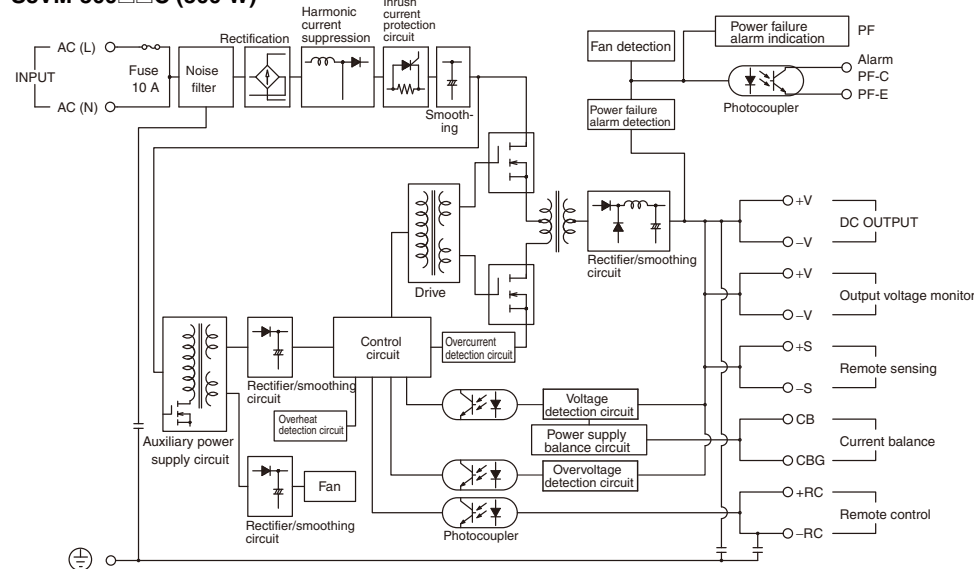 Harmonic
current
suppression
current
protection
circuit
Rectification
AC (L)
INPUT
AC (N)
Fuse
10 A
Noise
filter
Smooth-
ing
Fan detection
Power failure
alarm indication
PF
Alarm
PF-C
PF-E
Photocoupler
Power failure
alarm detection
Drive
Rectifier/smoothing
circuit
+V
–V
DC OUTPUT
+V
–V
Output voltage monitor
+S
–S
Remote sensing
CB
CBG
Current balance
+RC
–RC
Remote control
Control
circuit
Overcurrent
detection circuit
Rectifier/smoothing
circuit
Overheat
detection circuit
Auxiliary power
supply circuit
Voltage
detection circuit
Power supply
balance circuit
Overvoltage
detection circuit
Fan
Rectifier/smoothing
circuit
Photocoupler